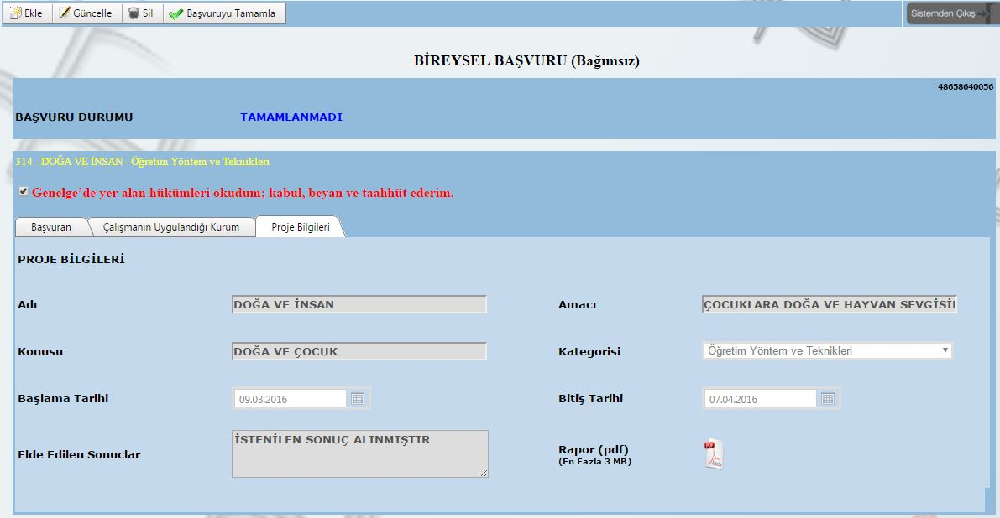 Ekle Güncelle Sil Başvuruyu Tamamla Sistemden Çıkış
BİREYSEL BAŞVURU (Bağımsız)
48658640056
BAŞVURU DURUMU TAMAMLANMADI
314 - DOĞA VE İNSAN - Öğretim Yöntem ve Teknikleri
Genelge'de yer alan hükümleri okudum; kabul, beyan ve taahhüt ederim.
Başvuran Çalışmanın Uygulandığı Kurum Proje Bilgileri
PROJE BİLGİLERİ
Adı DOĞA VE İNSAN Amacı ÇOCUKLARA DOĞA VE HAYVAN
Konusu DOĞA VE ÇOCUK Kategorisi Öğretim Yöntem ve Teknikleri
Başlama Tarihi 09.03.2016 Bitiş Tarihi 07.04.2016
İSTENİLEN SONUÇ ALINMIŞTIR
Elde Edilen Sonuclar Rapor (pdf)
(En Fazla 3 MB)